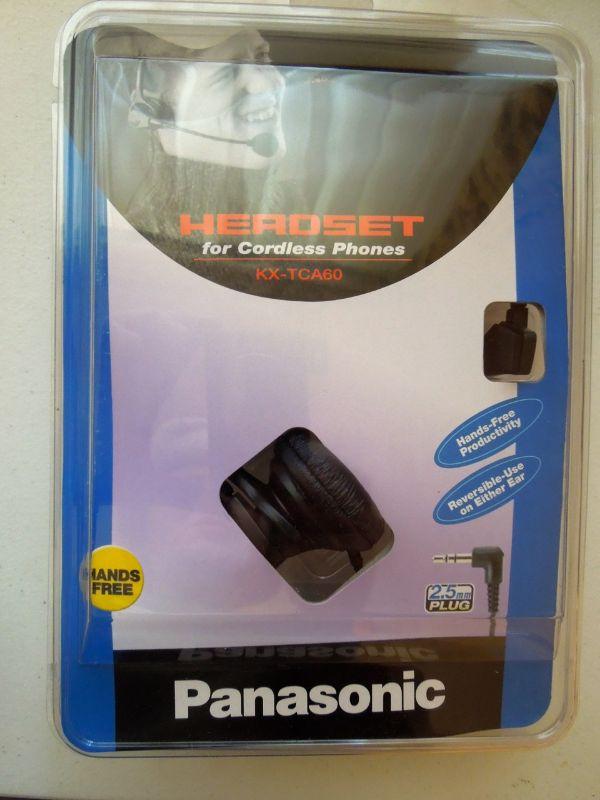 HEADSET
for Cordless Phones
KX-TCA60
Hands-Free
Productivity
Reversible-Use
on Either Ear
HANDS
FREE
2.5mm
PLUG
Panasonic
Panasonic